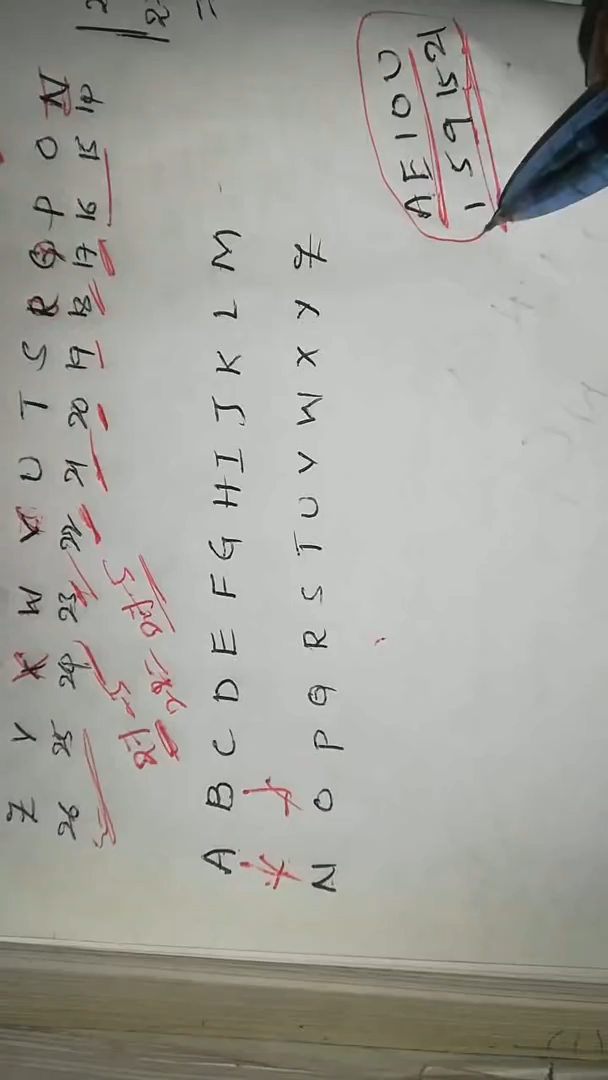 Z Y X W V U T S R Q P O N
26 25 24 23 22 21 20 19 18 17 16 15 14
A B C D E F G H I J K L M
N O P Q R S T U V W X Y Z
A E I O U
1 5 9 15 21